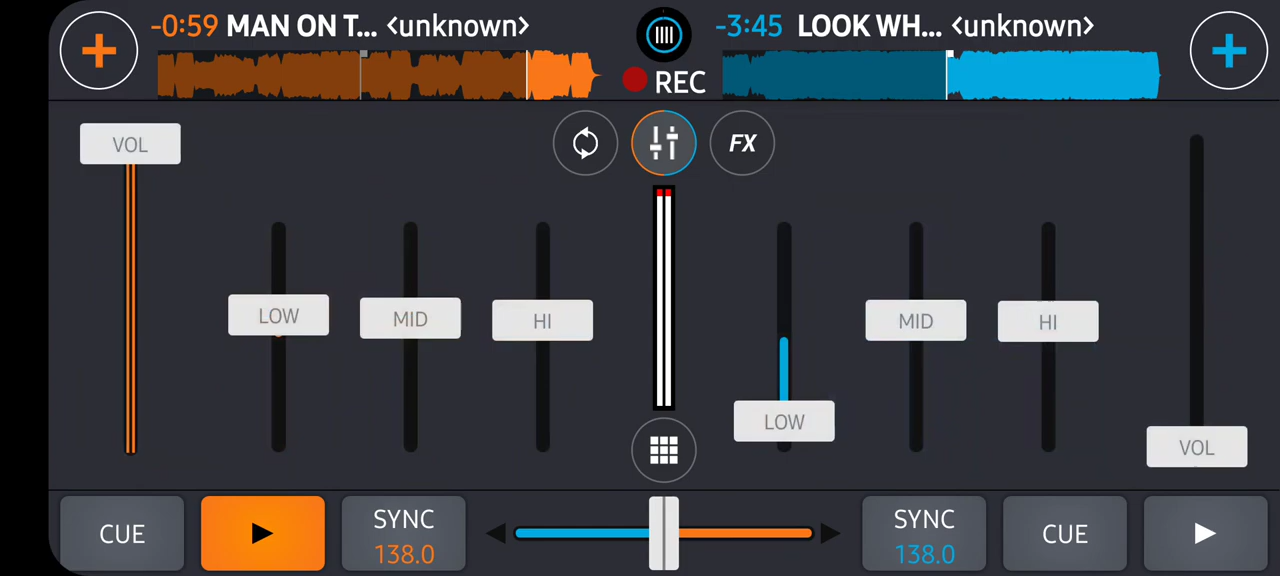 -0:59 MAN ON T... <unknown>
-3:45 LOOK WH... <unknown>
REC
FX
VOL
LOW
MID
HI
LOW
MID
HI
VOL
CUE
SYNC
138.0
SYNC
138.0
CUE